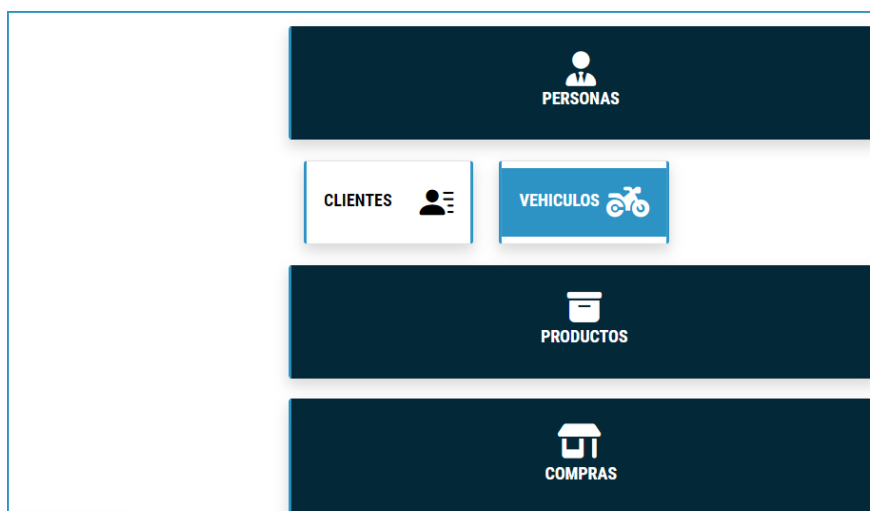 PERSONAS
CLIENTES
VEHICULOS
PRODUCTOS
COMPRAS